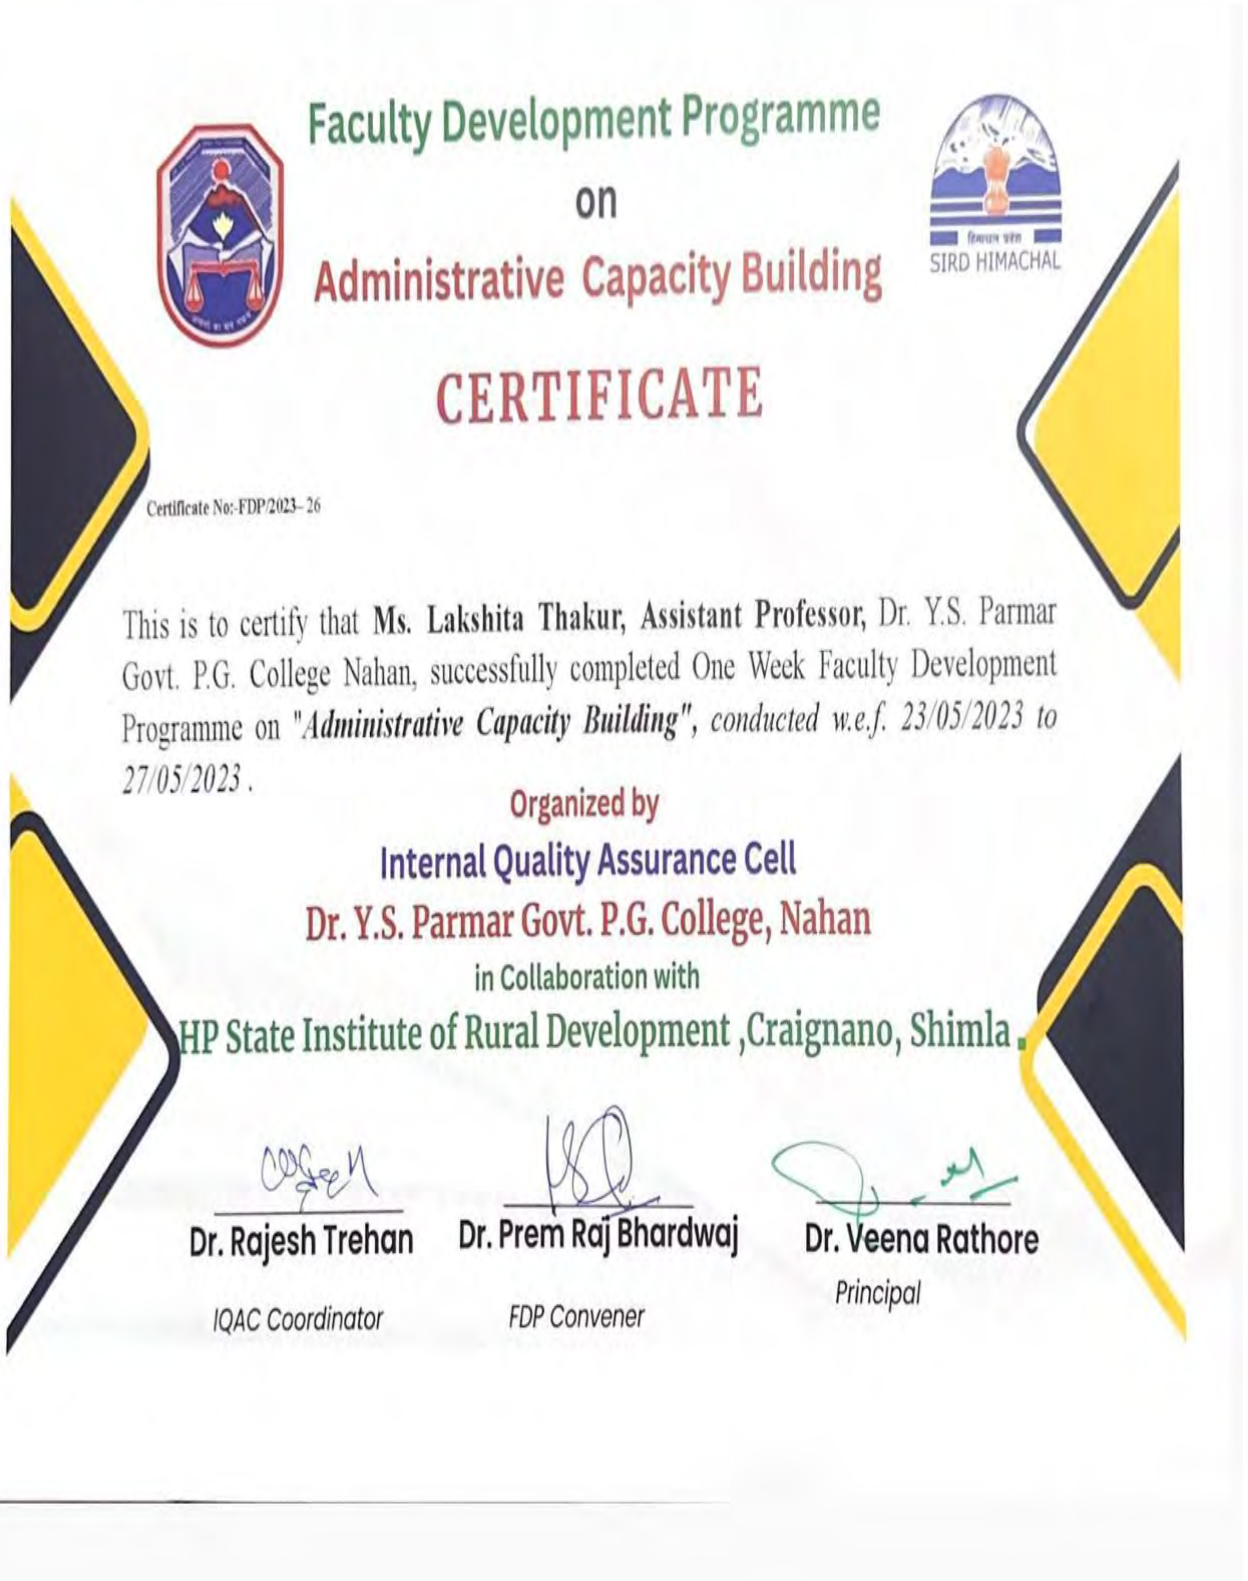 Faculty Development Programme
on
Administrative Capacity Building
हिमाचल प्रदेश
SIRD HIMACHAL
CERTIFICATE
Certificate No:-FDP/2023- 26
This is to certify that Ms. Lakshita Thakur, Assistant Professor, Dr. Y.S. Parmar
Govt. P.G. College Nahan, successfully completed One Week Faculty Development
Programme on "Administrative Capacity Building", conducted w.e.f. 23/05/2023 to
27/05/2023 .
Organized by
Internal Quality Assurance Cell
Dr. Y.S. Parmar Govt. P.G. College, Nahan
in Collaboration with
HP State Institute of Rural Development ,Craignano, Shimla .
Dr. Rajesh Trehan
IQAC Coordinator
Dr. Prem Raj Bhardwaj
FDP Convener
Dr. Veena Rathore
Principal